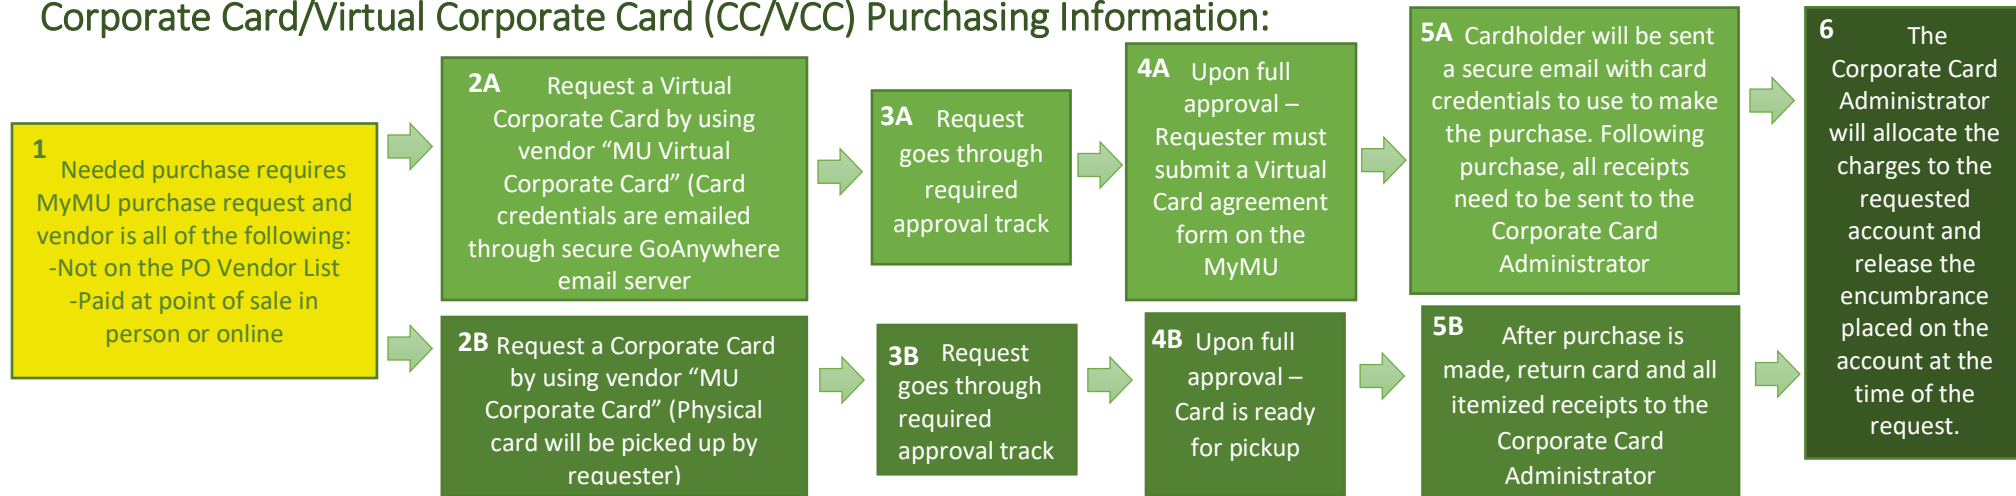 Corporate Card/Virtual Corporate Card (CC/VCC) Purchasing Information:
1
Needed purchase requires
MyMU purchase request and
vendor is all of the following:
-Not on the PO Vendor List
-Paid at point of sale in
person or online
2A Request a Virtual
Corporate Card by using
vendor “MU Virtual
Corporate Card” (Card
credentials are emailed
through secure GoAnywhere
email server
3A Request
goes through
required
approval track
4A Upon full
approval –
Requester must
submit a Virtual
Card agreement
form on the
MyMU
5A Cardholder will be sent
a secure email with card
credentials to use to make
the purchase. Following
purchase, all receipts
need to be sent to the
Corporate Card
Administrator
2B Request a Corporate Card
by using vendor “MU
Corporate Card” (Physical
card will be picked up by
requester)
3B Request
goes through
required
approval track
4B Upon full
approval –
Card is ready
for pickup
5B After purchase is
made, return card and all
itemized receipts to the
Corporate Card
Administrator
6 The
Corporate Card
Administrator
will allocate the
charges to the
requested
account and
release the
encumbrance
placed on the
account at the
time of the
request.